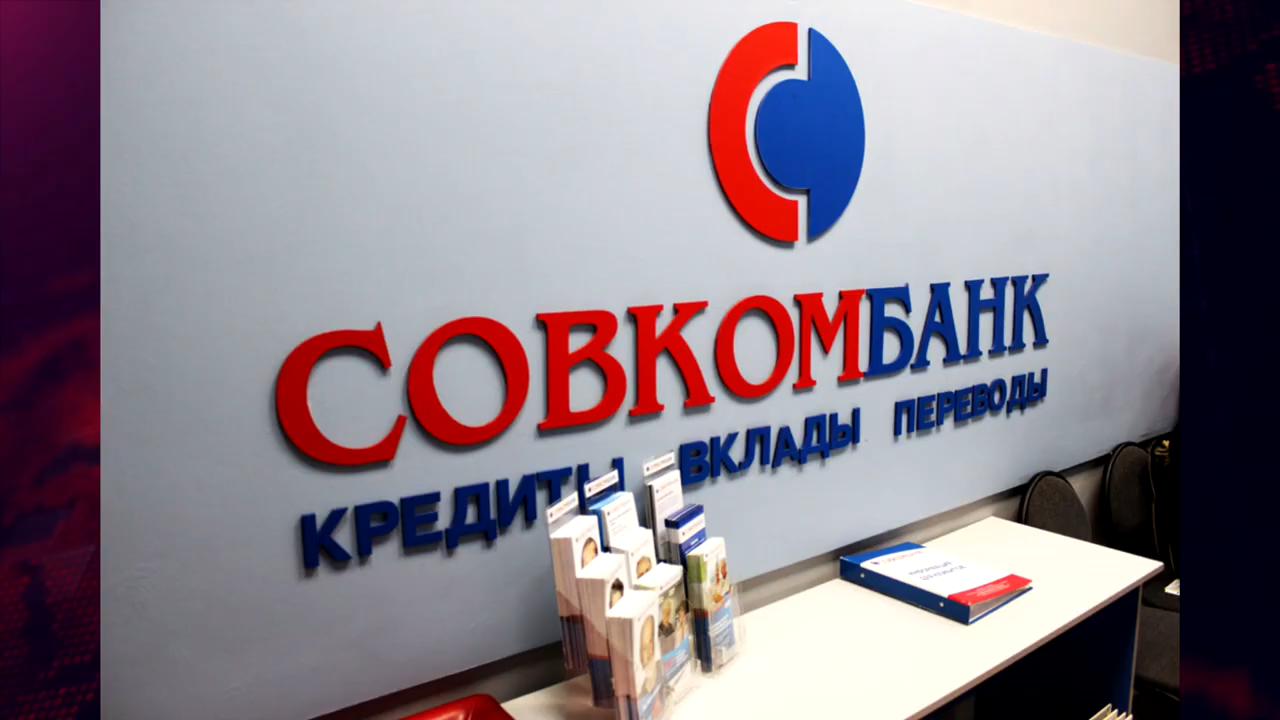 СОВКОМБАНК
КРЕДИТЫ ВКЛАДЫ ПЕРЕВОДЫ